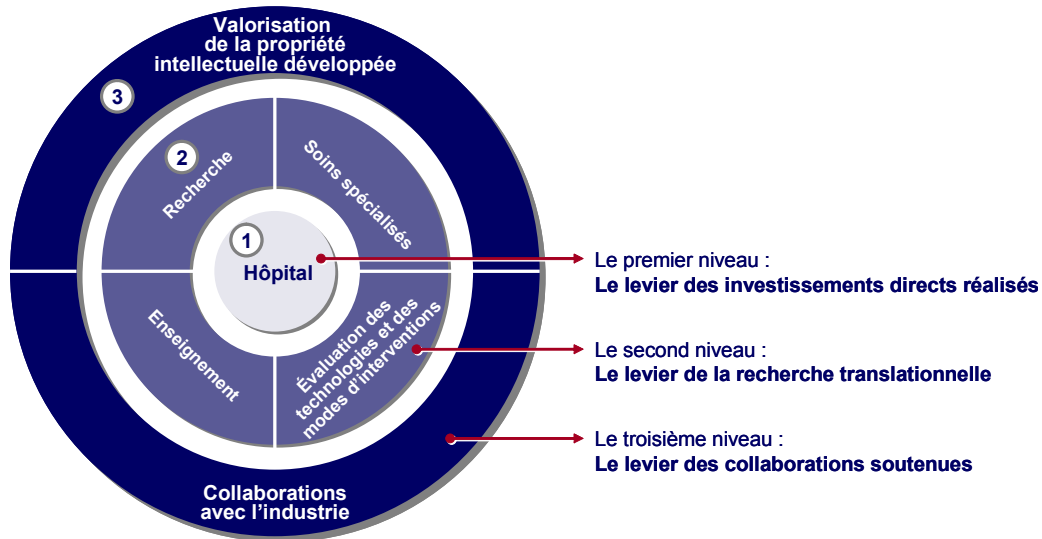 Valorisation
de la propriété
intellectuelle développée
3
2
Recherche
Soins spécialisés
1
Hôpital
Enseignement
Évaluation des
technologies et des
modes d'interventions
Collaborations
avec l'industrie
Le premier niveau :
Le levier des investissements directs réalisés
Le second niveau :
Le levier de la recherche translationnelle
Le troisième niveau :
Le levier des collaborations soutenues